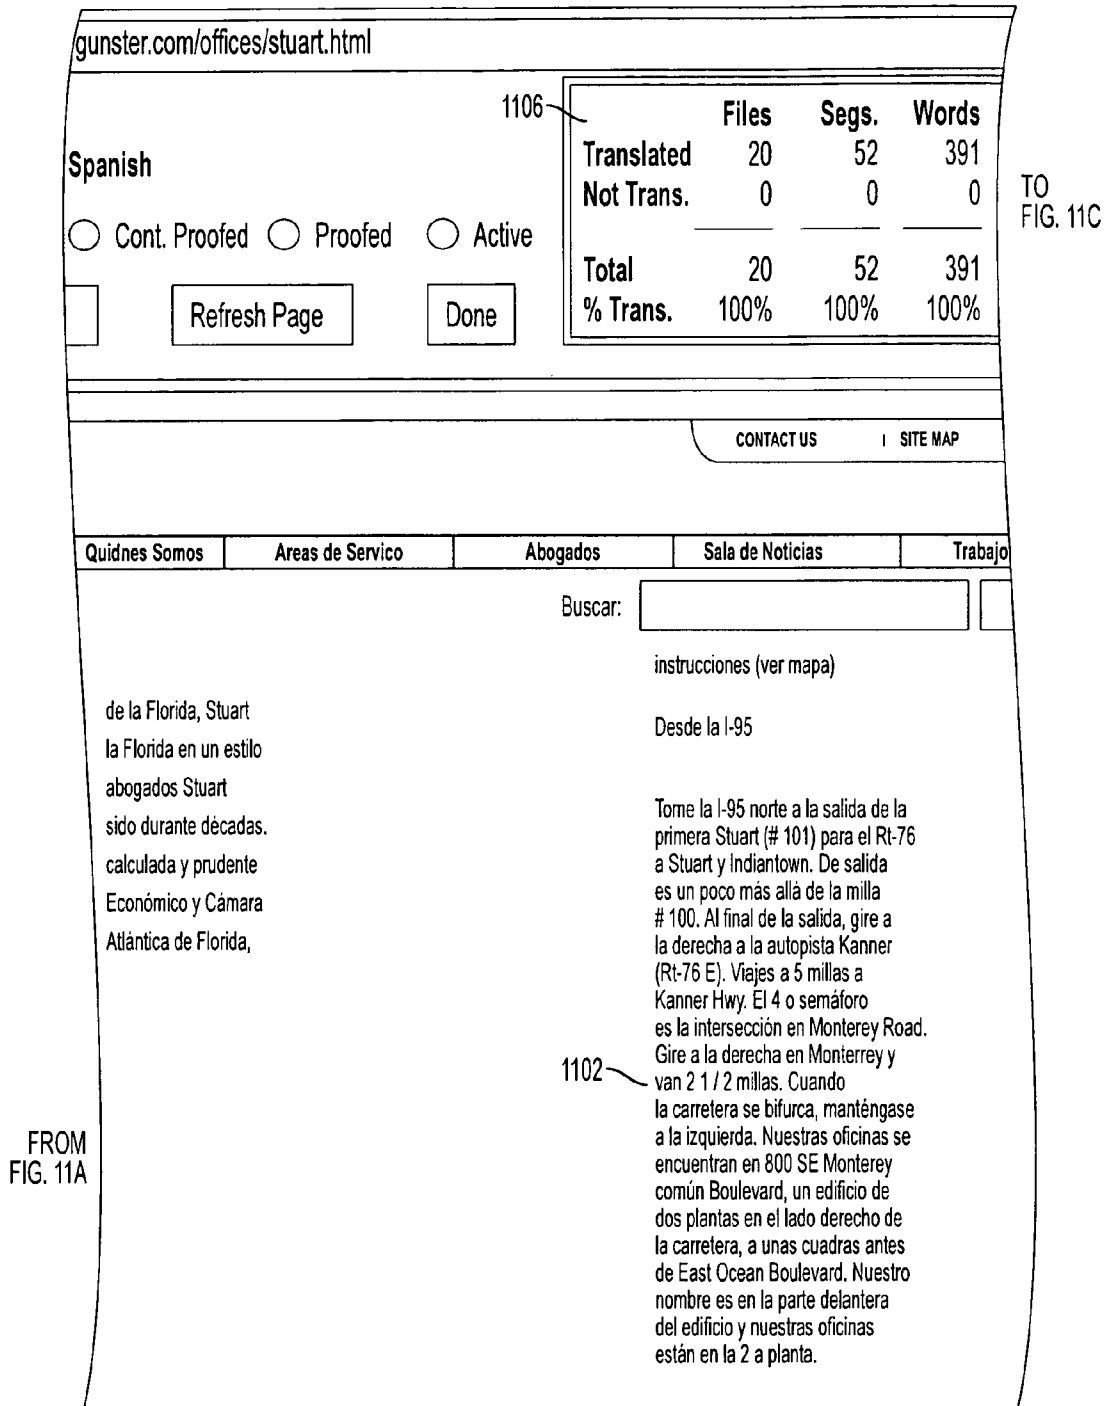 gunster.com/offices/stuart.html
1106
Files Segs. Words
Translated 20 52 391
Not Trans. 0 0 0
Total 20 52 391
% Trans. 100% 100% 100%
Spanish
Cont. Proofed Proofed Active
Refresh Page Done
TO
FIG. 11C
CONTACT US | SITE MAP
Quidnes Somos Areas de Servico Abogados Sala de Noticias Trabajo
Buscar:
de la Florida, Stuart
la Florida en un estilo
abogados Stuart
sido durante décadas.
calculada y prudente
Económico y Cámara
Atlántica de Florida,
instrucciones (ver mapa)
Desde la I-95
Tome la I-95 norte a la salida de la
primera Stuart (# 101) para el Rt-76
a Stuart y Indiantown. De salida
es un poco más allá de la milla
# 100. Al final de la salida, gire a
la derecha a la autopista Kanner
(Rt-76 E). Viajes a 5 millas a
Kanner Hwy. El 4 o semáforo
es la intersección en Monterey Road.
Gire a la derecha en Monterrey y
van 2 1 / 2 millas. Cuando
la carretera se bifurca, manténgase
a la izquierda. Nuestras oficinas se
encuentran en 800 SE Monterey
común Boulevard, un edificio de
dos plantas en el lado derecho de
la carretera, a unas cuadras antes
de East Ocean Boulevard. Nuestro
nombre es en la parte delantera
del edificio y nuestras oficinas
están en la 2 a planta.
1102
FROM
FIG. 11A